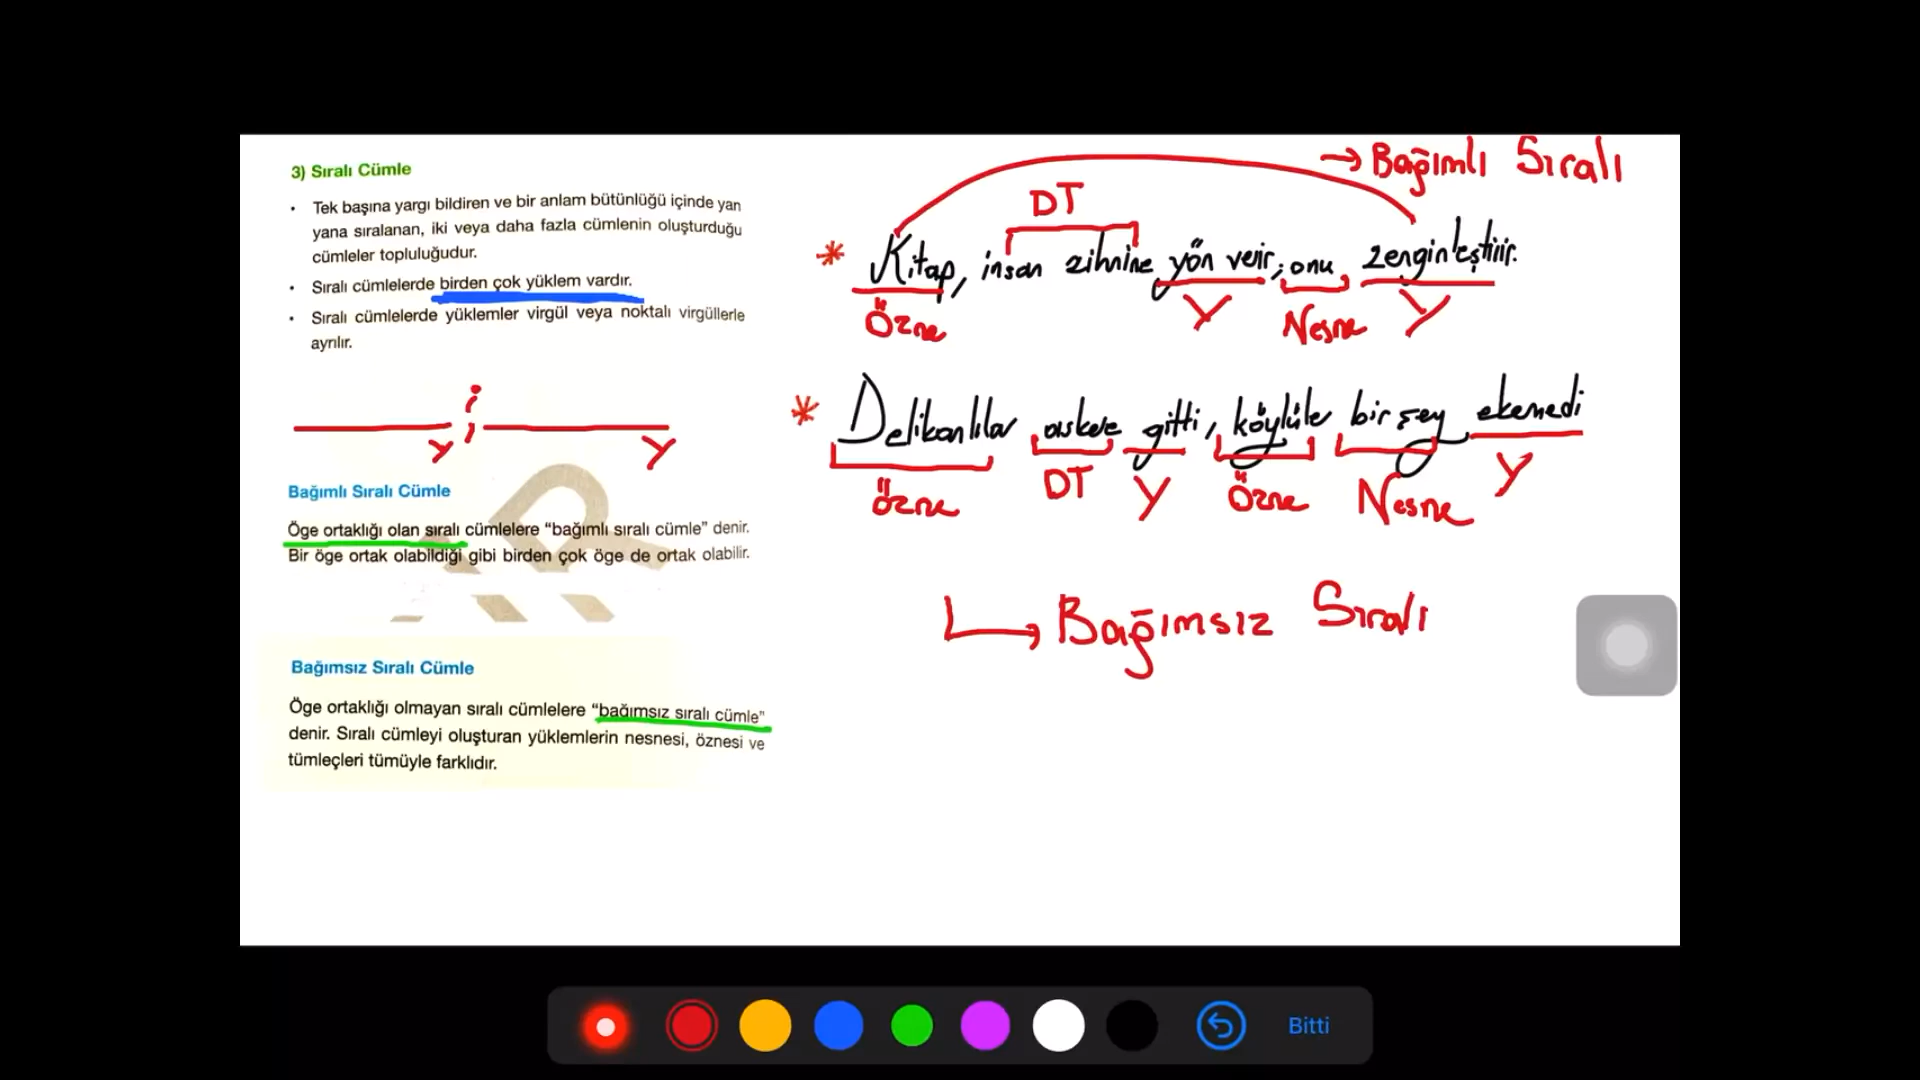 3) Sıralı Cümle
• Tek başına yargı bildiren ve bir anlam bütünlüğü içinde yan
yana sıralanan, iki veya daha fazla cümlenin oluşturduğu
cümleler topluluğudur.
• Sıralı cümlelerde birden çok yüklem vardır.
• Sıralı cümlelerde yüklemler virgül veya noktalı virgüllerle
ayrılır.
;
,
Y Y
Bağımlı Sıralı Cümle
Öge ortaklığı olan sıralı cümlelere “bağımlı sıralı cümle” denir.
Bir öge ortak olabildiği gibi birden çok öge de ortak olabilir.
Bağımsız Sıralı Cümle
Öge ortaklığı olmayan sıralı cümlelere “bağımsız sıralı cümle”
denir. Sıralı cümleyi oluşturan yüklemlerin nesnesi, öznesi ve
tümleçleri tümüyle farklıdır.
→ Bağımlı Sıralı
DT
* Kitap, insan zihnine yön verir; onu zenginleştirir.
Özne Y Nesne Y
* Delikanlılar askere gitti, köylüler bir şey ekemedi
Özne DT Y Özne Nesne Y
→ Bağımsız Sıralı
Bitti